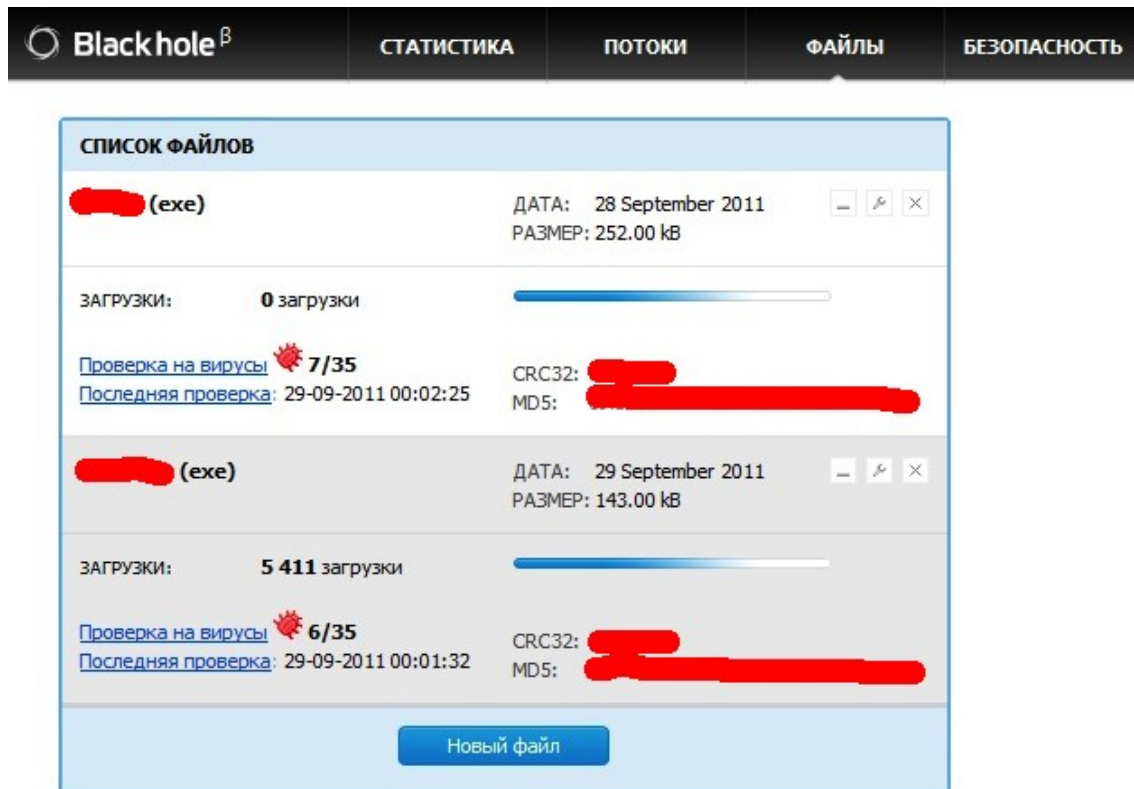 Blackhole β СТАТИСТИКА ПОТОКИ ФАЙЛЫ БЕЗОПАСНОСТЬ
СПИСОК ФАЙЛОВ
(exe) ДАТА: 28 September 2011
РАЗМЕР: 252.00 kB
ЗАГРУЗКИ: 0 загрузки
Проверка на вирусы 7/35
Последняя проверка: 29-09-2011 00:02:25
CRC32:
MD5:
(exe) ДАТА: 29 September 2011
РАЗМЕР: 143.00 kB
ЗАГРУЗКИ: 5 411 загрузки
Проверка на вирусы 6/35
Последняя проверка: 29-09-2011 00:01:32
CRC32:
MD5:
Новый файл